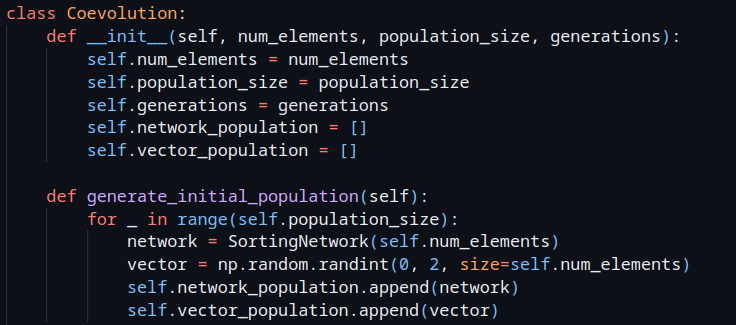 class Coevolution:
    def __init__(self, num_elements, population_size, generations):
        self.num_elements = num_elements
        self.population_size = population_size
        self.generations = generations
        self.network_population = []
        self.vector_population = []

    def generate_initial_population(self):
        for _ in range(self.population_size):
            network = SortingNetwork(self.num_elements)
            vector = np.random.randint(0, 2, size=self.num_elements)
            self.network_population.append(network)
            self.vector_population.append(vector)